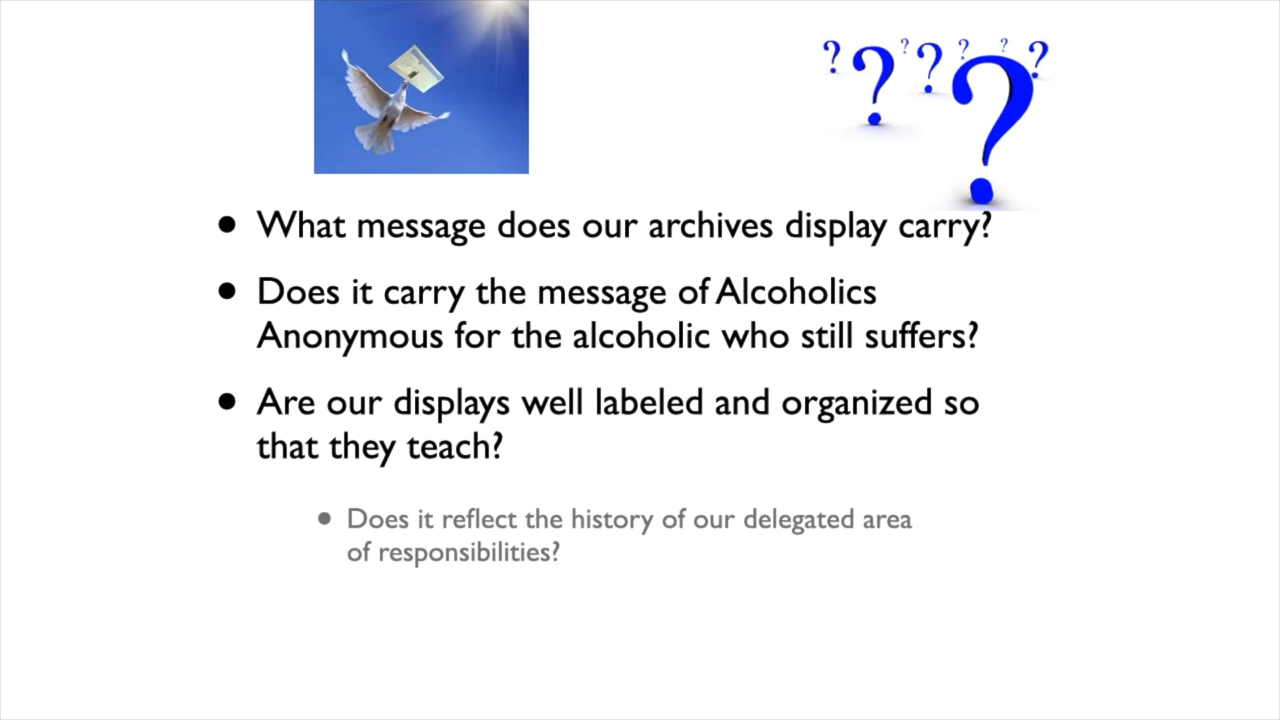 • What message does our archives display carry?
• Does it carry the message of Alcoholics
Anonymous for the alcoholic who still suffers?
• Are our displays well labeled and organized so
that they teach?
• Does it reflect the history of our delegated area
of responsibilities?